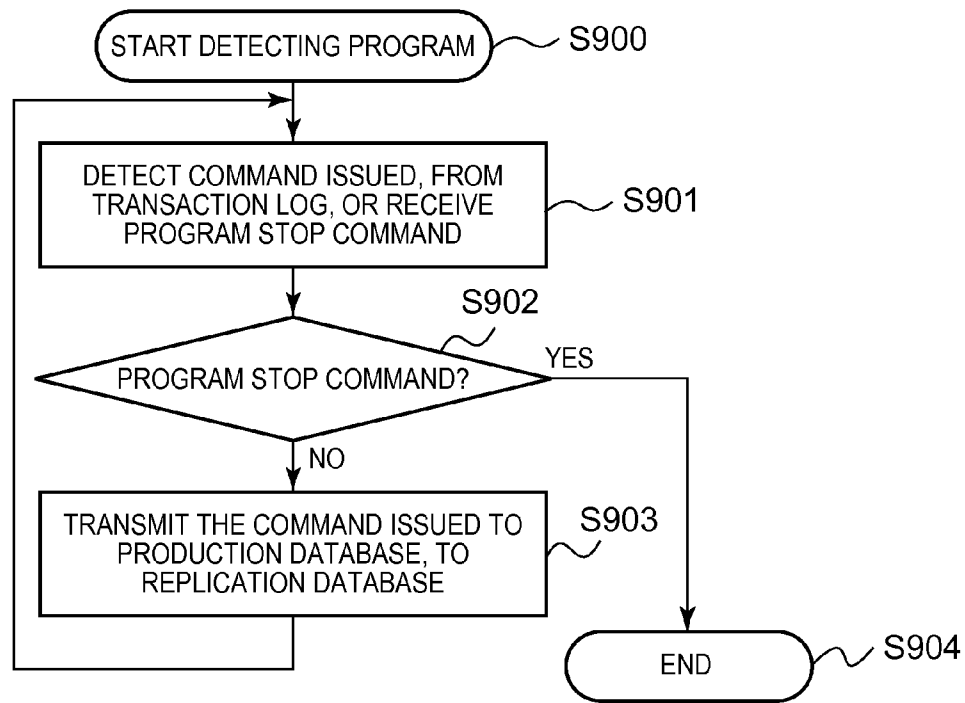 START DETECTING PROGRAM
S900
DETECT COMMAND ISSUED, FROM
TRANSACTION LOG, OR RECEIVE
PROGRAM STOP COMMAND
S901
S902
PROGRAM STOP COMMAND?
YES
NO
TRANSMIT THE COMMAND ISSUED TO
PRODUCTION DATABASE, TO
REPLICATION DATABASE
S903
END
S904